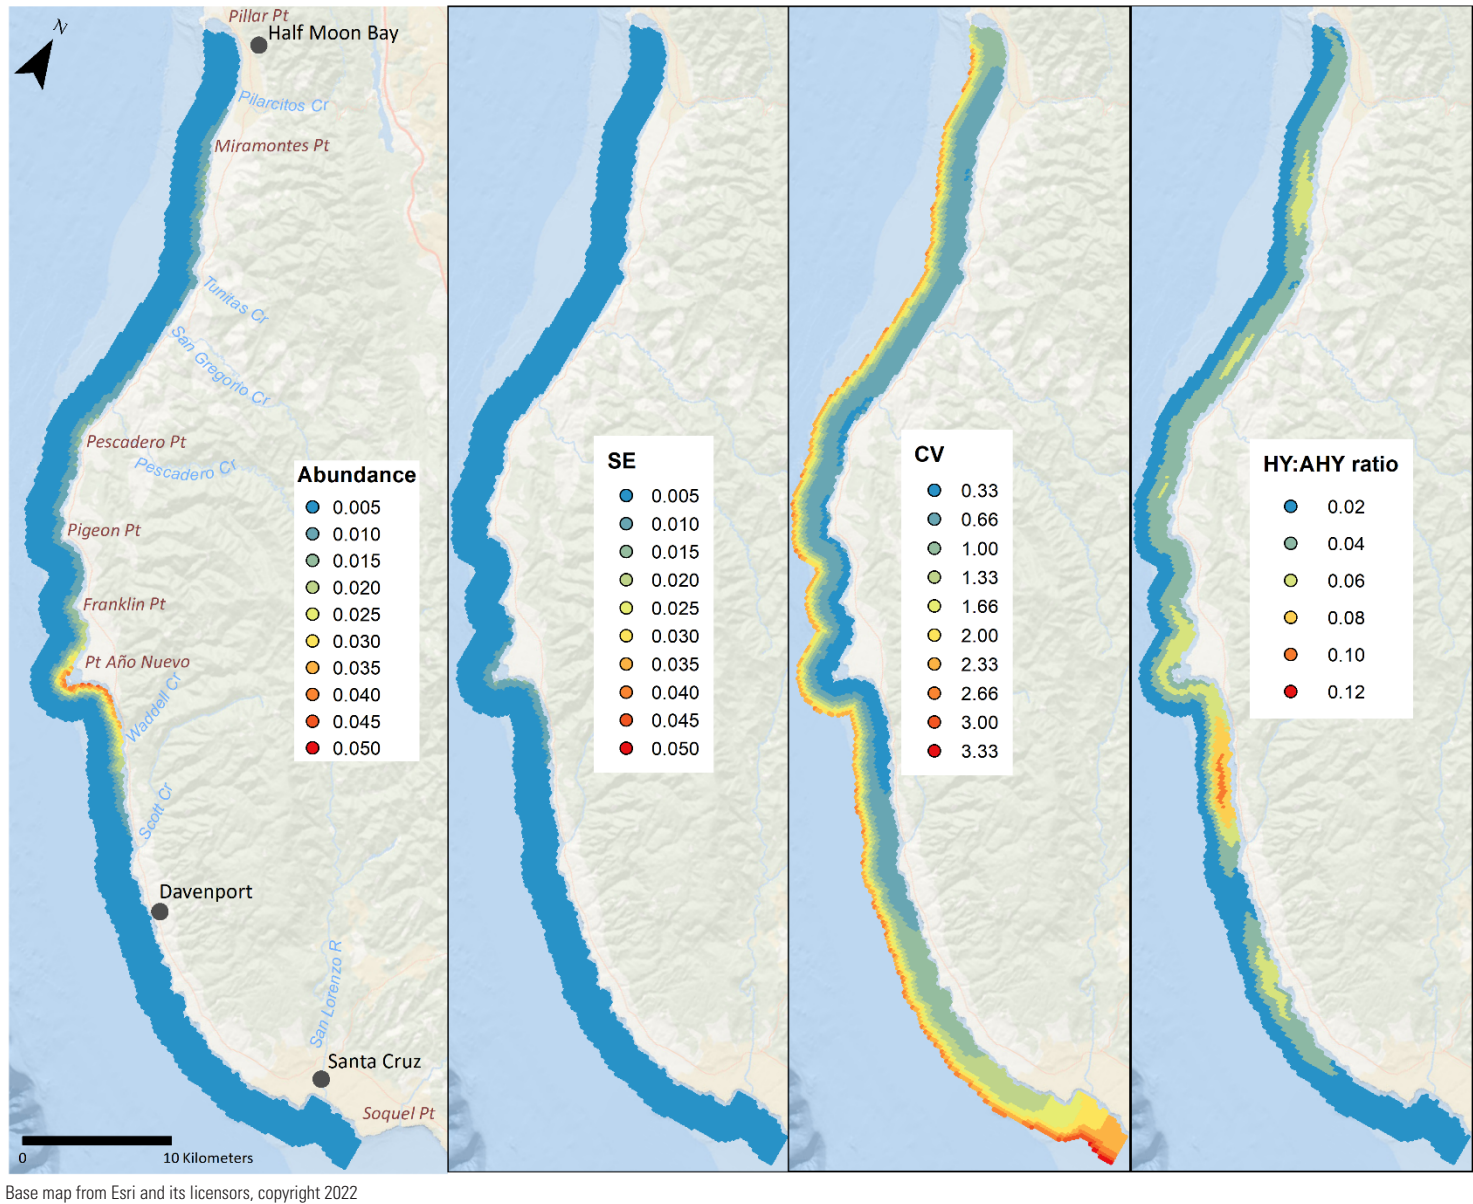 N
Pillar Pt
Half Moon Bay
Pilarcitos Cr
Miramontes Pt
Tunitas Cr
San Gregorio Cr
Pescadero Pt
Pescadero Cr
Pigeon Pt
Franklin Pt
Pt Año Nuevo
Waddell Cr
Scott Cr
Davenport
San Lorenzo R
Santa Cruz
Soquel Pt
0 10 Kilometers
Abundance
0.005
0.010
0.015
0.020
0.025
0.030
0.035
0.040
0.045
0.050
SE
0.005
0.010
0.015
0.020
0.025
0.030
0.035
0.040
0.045
0.050
CV
0.33
0.66
1.00
1.33
1.66
2.00
2.33
2.66
3.00
3.33
HY:AHY ratio
0.02
0.04
0.06
0.08
0.10
0.12
Base map from Esri and its licensors, copyright 2022